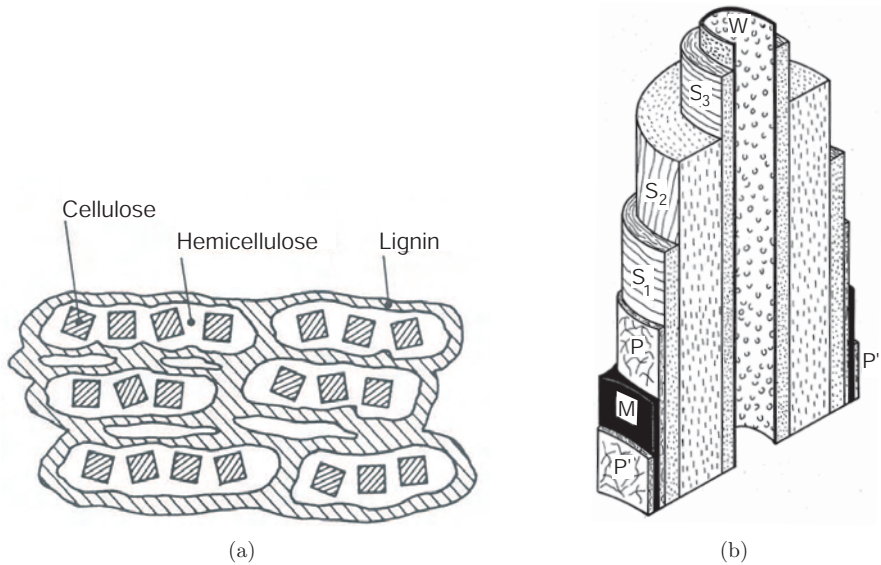 Cellulose
Hemicellulose
Lignin
(a)
W
S3
S2
S1
P
M
P'
P'
(b)